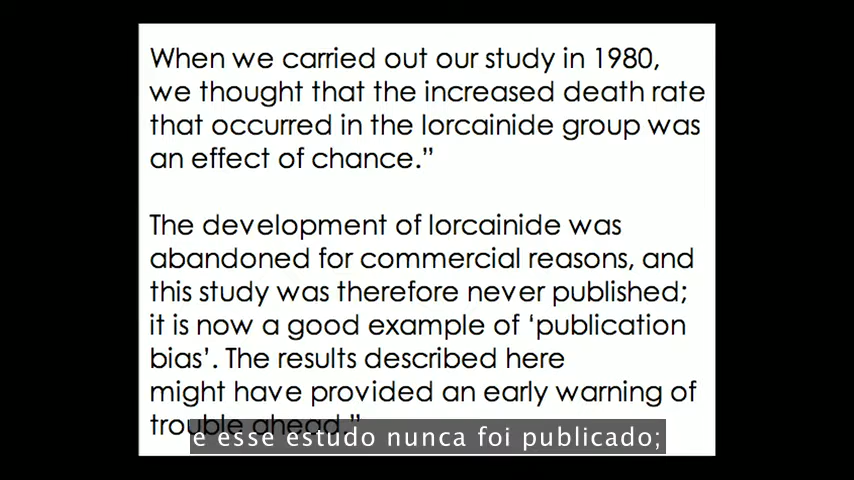 When we carried out our study in 1980,
we thought that the increased death rate
that occurred in the lorcainide group was
an effect of chance.”
The development of lorcainide was
abandoned for commercial reasons, and
this study was therefore never published;
it is now a good example of ‘publication
bias’. The results described here
might have provided an early warning of
trouble ahead.”
e esse estudo nunca foi publicado;